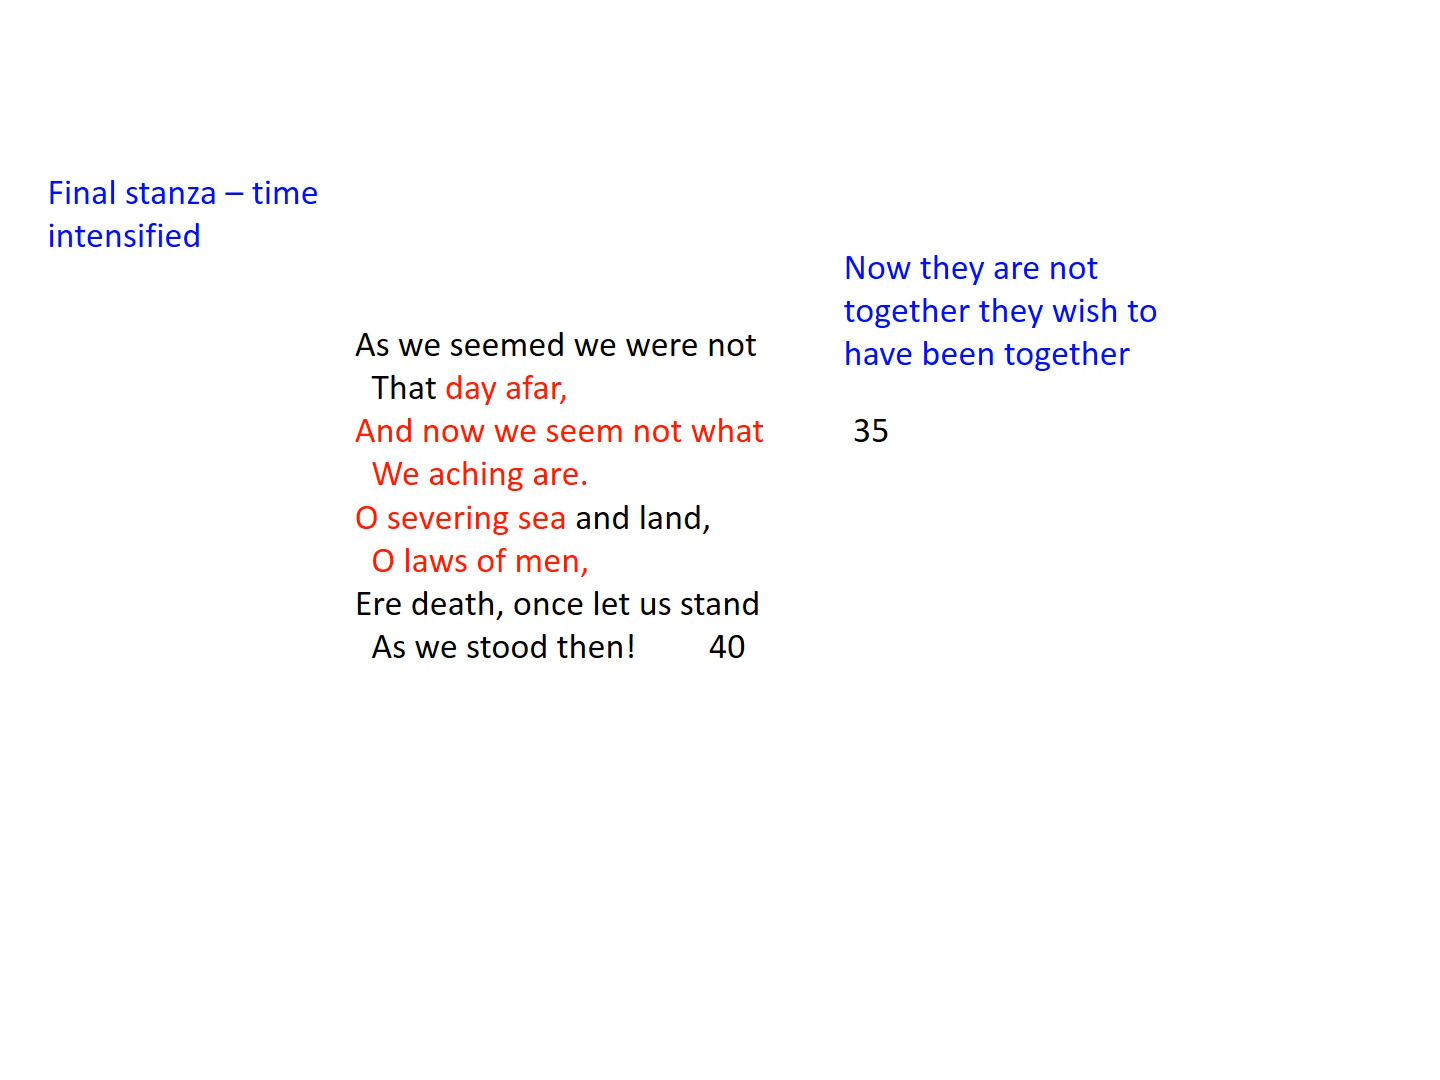 Final stanza – time
intensified
Now they are not
together they wish to
have been together
As we seemed we were not
That day afar,
And now we seem not what 35
We aching are.
O severing sea and land,
O laws of men,
Ere death, once let us stand
As we stood then! 40